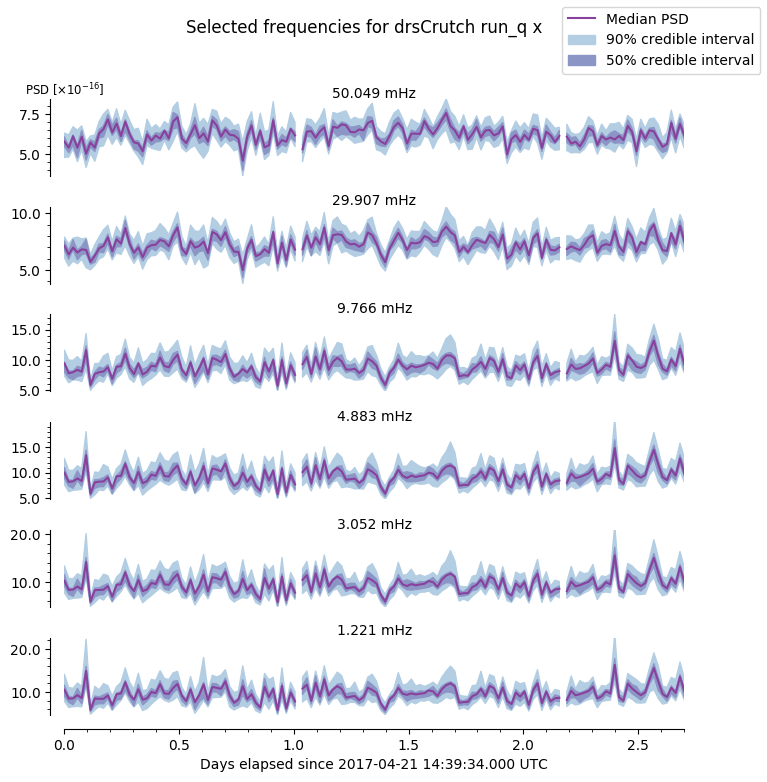 Selected frequencies for drsCrutch run_q x
Median PSD
90% credible interval
50% credible interval
PSD [×10⁻¹⁶]
50.049 mHz
7.5
5.0
29.907 mHz
10.0
5.0
9.766 mHz
15.0
10.0
5.0
4.883 mHz
15.0
10.0
5.0
3.052 mHz
20.0
10.0
1.221 mHz
20.0
10.0
0.0 0.5 1.0 1.5 2.0 2.5
Days elapsed since 2017-04-21 14:39:34.000 UTC